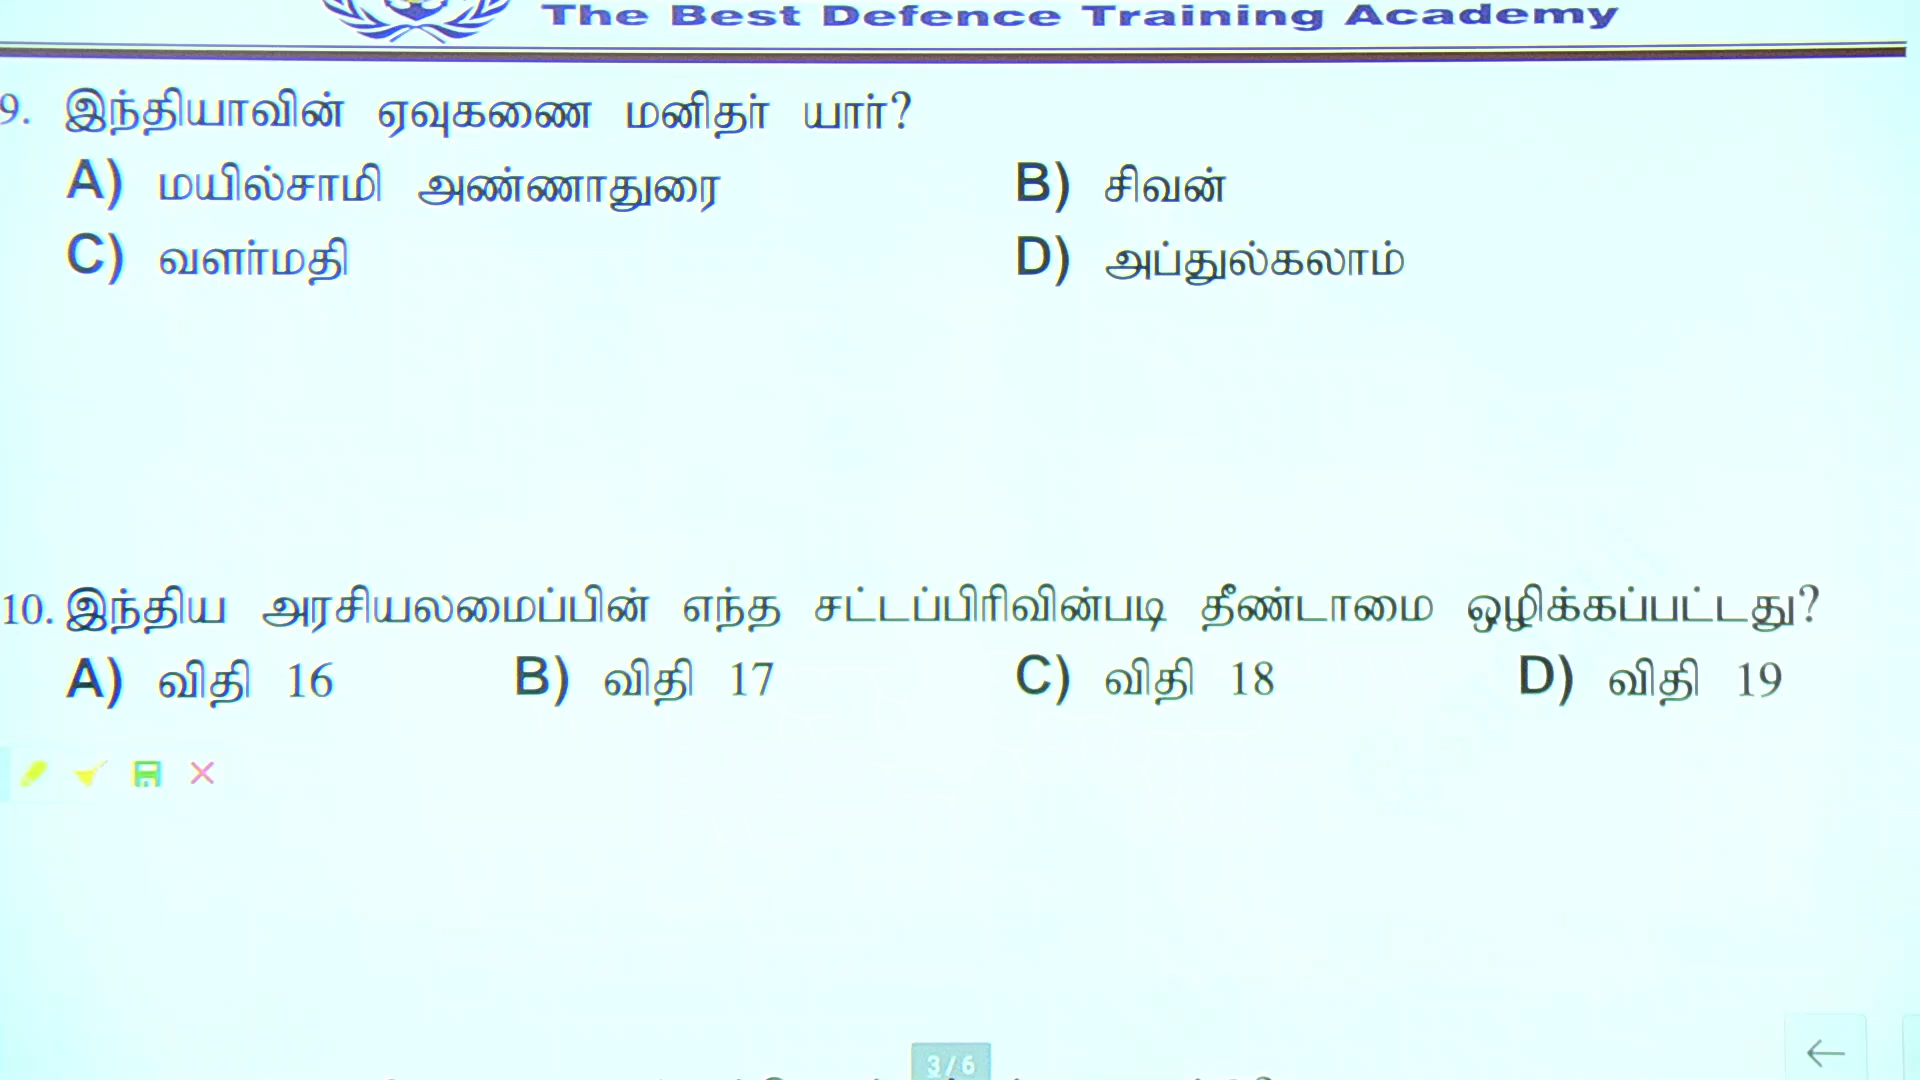 The Best Defence Training Academy
9. இந்தியாவின் ஏவுகணை மனிதர் யார்?
A) மயில்சாமி அண்ணாதுரை B) சிவன்
C) வளர்மதி D) அப்துல்கலாம்
10. இந்திய அரசியலமைப்பின் எந்த சட்டப்பிரிவின்படி தீண்டாமை ஒழிக்கப்பட்டது?
A) விதி 16 B) விதி 17 C) விதி 18 D) விதி 19
3/6